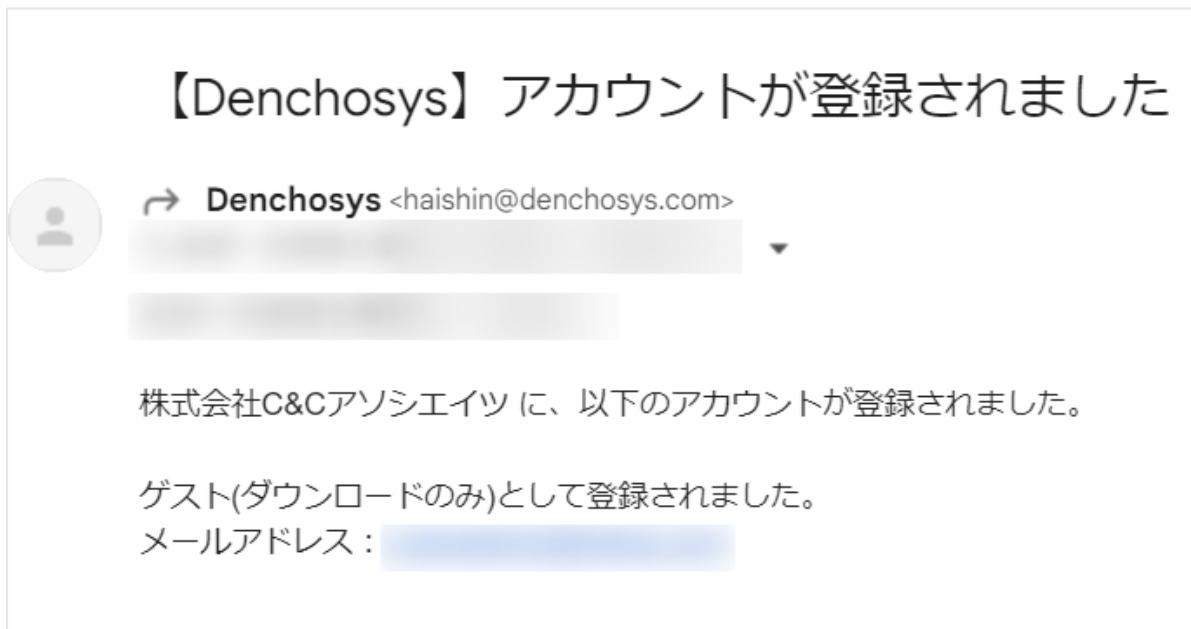 【Denchosys】アカウントが登録されました
Denchosys <haishin@denchosys.com>
株式会社C&Cアソシエイツ に、以下のアカウントが登録されました。
ゲスト(ダウンロードのみ)として登録されました。
メールアドレス：